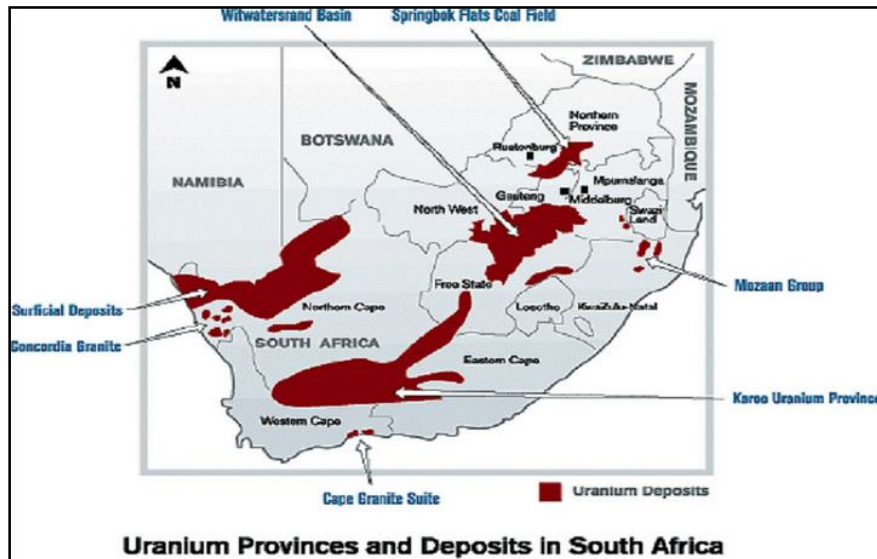 Witwatersrand Basin
Springbok Flats Coal Field
ZIMBABWE
N
MOZAMBIQUE
Northern
Province
BOTSWANA
Rustenburg
NAMIBIA
Mpumalanga
Gauteng
Middelburg
North West
Swazi
Land
Mozaan Group
Free State
Surficial Deposits
Lesotho
KwaZulu-Natal
Northern Cape
Concordia Granite
SOUTH AFRICA
Eastern Cape
Karoo Uranium Province
Western Cape
Cape Granite Suite
Uranium Deposits
Uranium Provinces and Deposits in South Africa